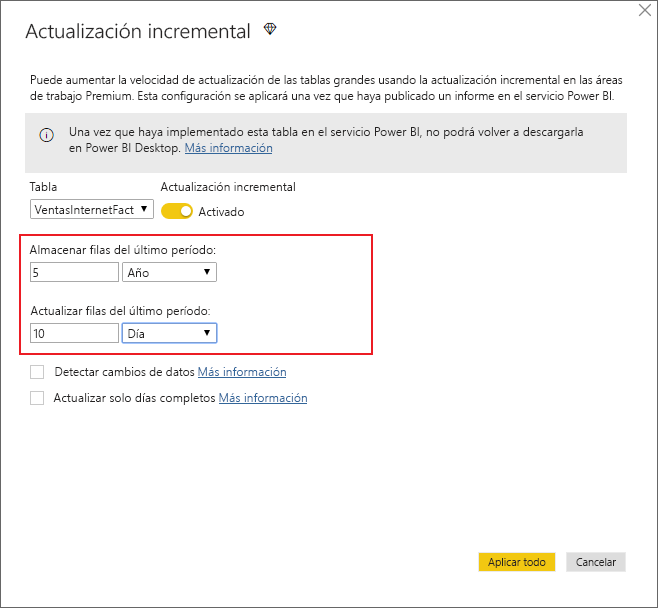 Actualización incremental
Puede aumentar la velocidad de actualización de las tablas grandes usando la actualización incremental en las áreas
de trabajo Premium. Esta configuración se aplicará una vez que haya publicado un informe en el servicio Power BI.
Una vez que haya implementado esta tabla en el servicio Power BI, no podrá volver a descargarla
en Power BI Desktop. Más información
Tabla Actualización incremental
VentasInternetFact Activado
Almacenar filas del último período:
5 Año
Actualizar filas del último período:
10 Día
Detectar cambios de datos Más información
Actualizar solo días completos Más información
Aplicar todo Cancelar